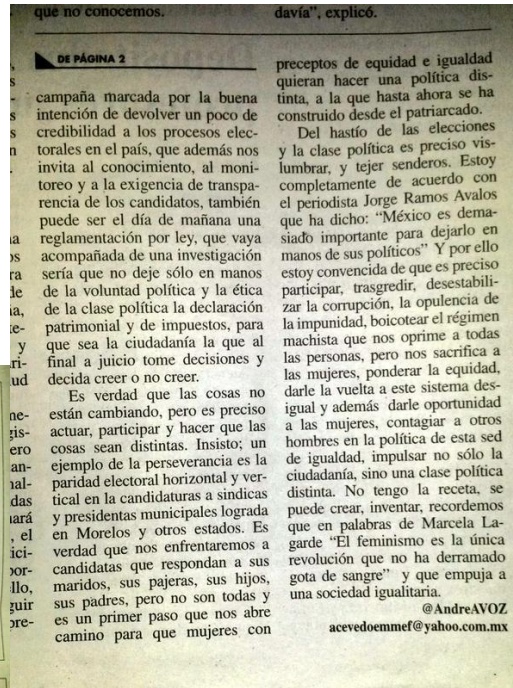 que no conocemos.
davía", explicó.
DE PÁGINA 2
campaña marcada por la buena
intención de devolver un poco de
credibilidad a los procesos elec-
torales en el país, que además nos
invita al conocimiento, al moni-
toreo y a la exigencia de transpa-
rencia de los candidatos, también
puede ser el día de mañana una
reglamentación por ley, que vaya
acompañada de una investigación
sería que no deje sólo en manos
de la voluntad política y la ética
de la clase política la declaración
patrimonial y de impuestos, para
que sea la ciudadanía la que al
final a juicio tome decisiones y
decida creer o no creer.
Es verdad que las cosas no
están cambiando, pero es preciso
actuar, participar y hacer que las
cosas sean distintas. Insisto; un
ejemplo de la perseverancia es la
paridad electoral horizontal y ver-
tical en la candidaturas a sindicas
y presidentas municipales lograda
en Morelos y otros estados. Es
verdad que nos enfrentaremos a
candidatas que respondan a sus
maridos, sus pajeras, sus hijos,
sus padres, pero no son todas y
es un primer paso que nos abre
camino para que mujeres con
preceptos de equidad e igualdad
quieran hacer una política dis-
tinta, a la que hasta ahora se ha
construido desde el patriarcado.
Del hastío de las elecciones
y la clase política es preciso vis-
lumbrar, y tejer senderos. Estoy
completamente de acuerdo con
el periodista Jorge Ramos Avalos
que ha dicho: "México es dema-
siado importante para dejarlo en
manos de sus políticos" Y por ello
estoy convencida de que es preciso
participar, trasgredir, desestabili-
zar la corrupción, la opulencia de
la impunidad, boicotear el régimen
machista que nos oprime a todas
las personas, pero nos sacrifica a
las mujeres, ponderar la equidad,
darle la vuelta a este sistema des-
igual y además darle oportunidad
a las mujeres, contagiar a otros
hombres en la política de esta sed
de igualdad, impulsar no sólo la
ciudadanía, sino una clase política
distinta. No tengo la receta, se
puede crear, inventar, recordemos
que en palabras de Marcela La-
garde "El feminismo es la única
revolución que no ha derramado
gota de sangre" y que empuja a
una sociedad igualitaria.
@AndreAVOZ
acevedoemmef@yahoo.com.mx